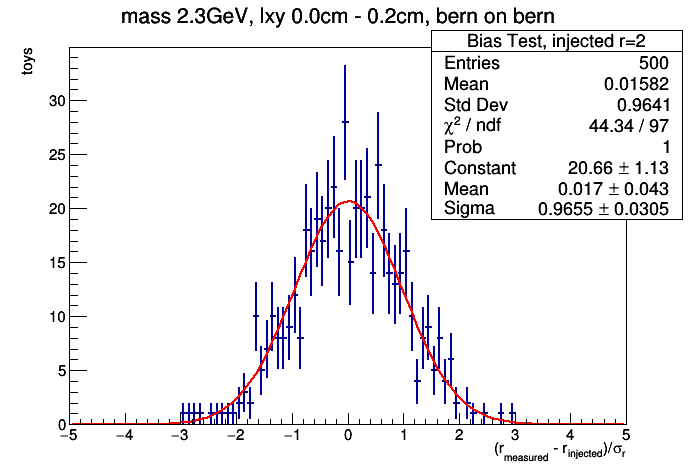 mass 2.3GeV, lxy 0.0cm - 0.2cm, bern on bern
Bias Test, injected r=2
Entries 500
Mean 0.01582
Std Dev 0.9641
χ² / ndf 44.34 / 97
Prob 1
Constant 20.66 ± 1.13
Mean 0.017 ± 0.043
Sigma 0.9655 ± 0.0305
toys
30
25
20
15
10
5
0
−5 −4 −3 −2 −1 0 1 2 3 4 5
(r_measured - r_injected)/σ_r